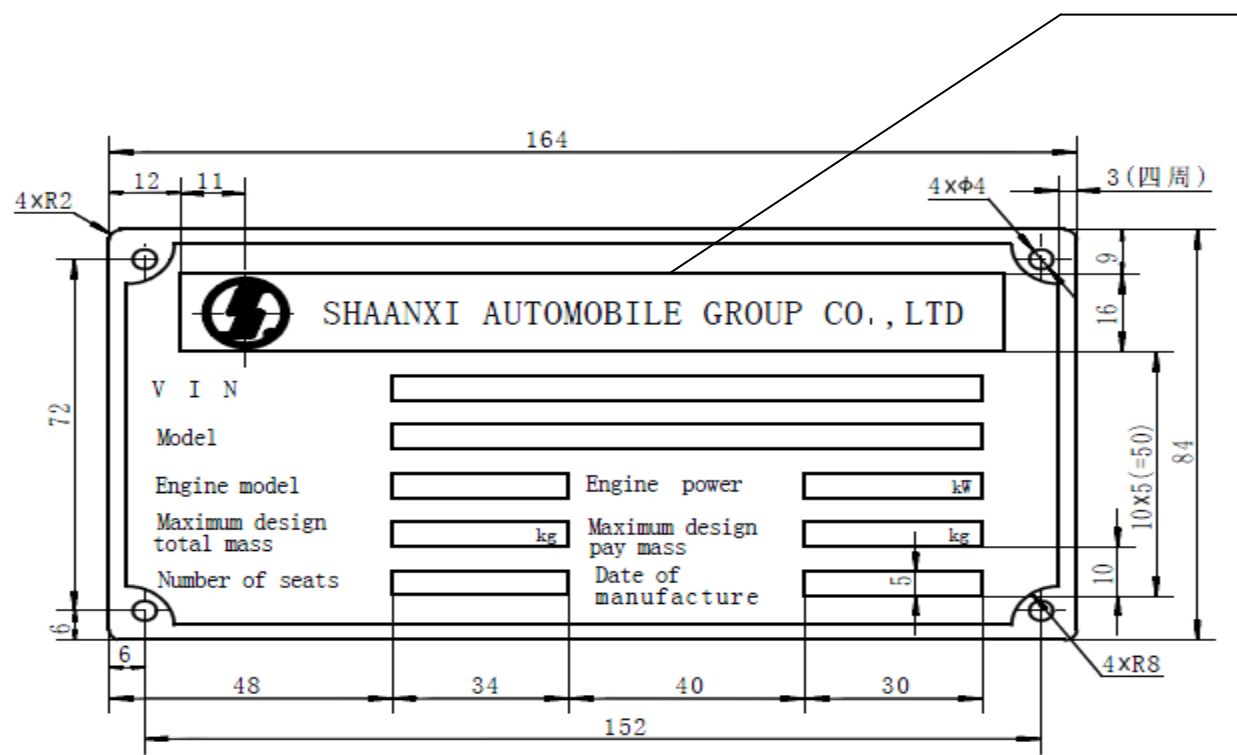 164
12 11
4×R2
4×Φ4
3(四周)
9
SHAANXI AUTOMOBILE GROUP CO.,LTD
16
V I N
72
Model
10×5(=50)
84
Engine model
Engine power
kW
Maximum design
total mass
kg
Maximum design
pay mass
kg
Number of seats
Date of
manufacture
5
10
6
6
4×R8
48 34 40 30
152